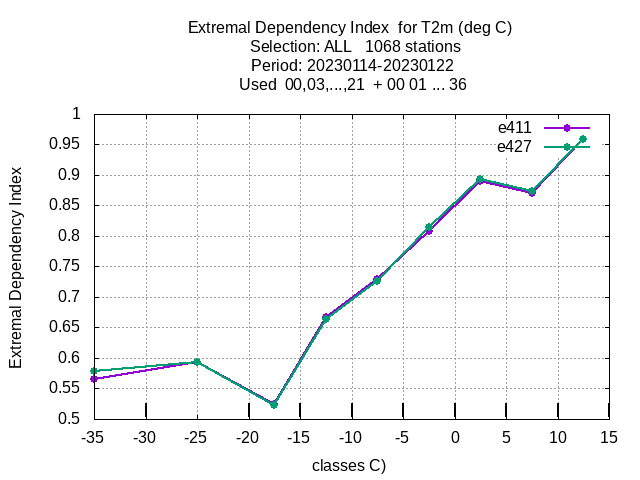 Extremal Dependency Index  for T2m (deg C)
Selection: ALL   1068 stations
Period: 20230114-20230122
Used  00,03,...,21  + 00 01 ... 36
e411
e427
1
0.95
0.9
0.85
0.8
0.75
0.7
0.65
0.6
0.55
0.5
Extremal Dependency Index
-35 -30 -25 -20 -15 -10 -5 0 5 10 15
classes C)